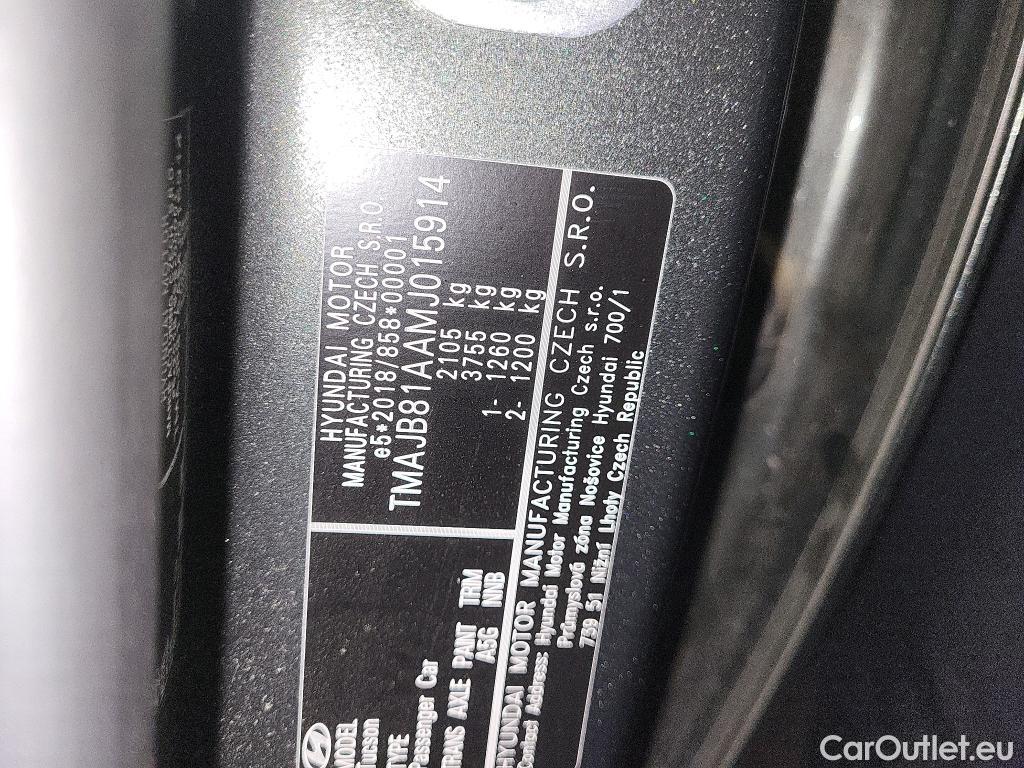 HYUNDAI MOTOR
MANUFACTURING CZECH S.R.O
e5*2018/858*00001
TMAJB81AAMJ015914
2105 kg
3755 kg
1- 1260 kg
2- 1200 kg
MODEL
Tucson
TYPE
Passenger Car
TRANS AXLE PAINT TRIM
A5G NNB
HYUNDAI MOTOR MANUFACTURING CZECH S.R.O.
Contact Address: Hyundai Motor Manufacturing Czech s.r.o.
Průmyslová zóna Nošovice Hyundai 700/1
739 51 Nižní Lhoty Czech Republic
CarOutlet.eu